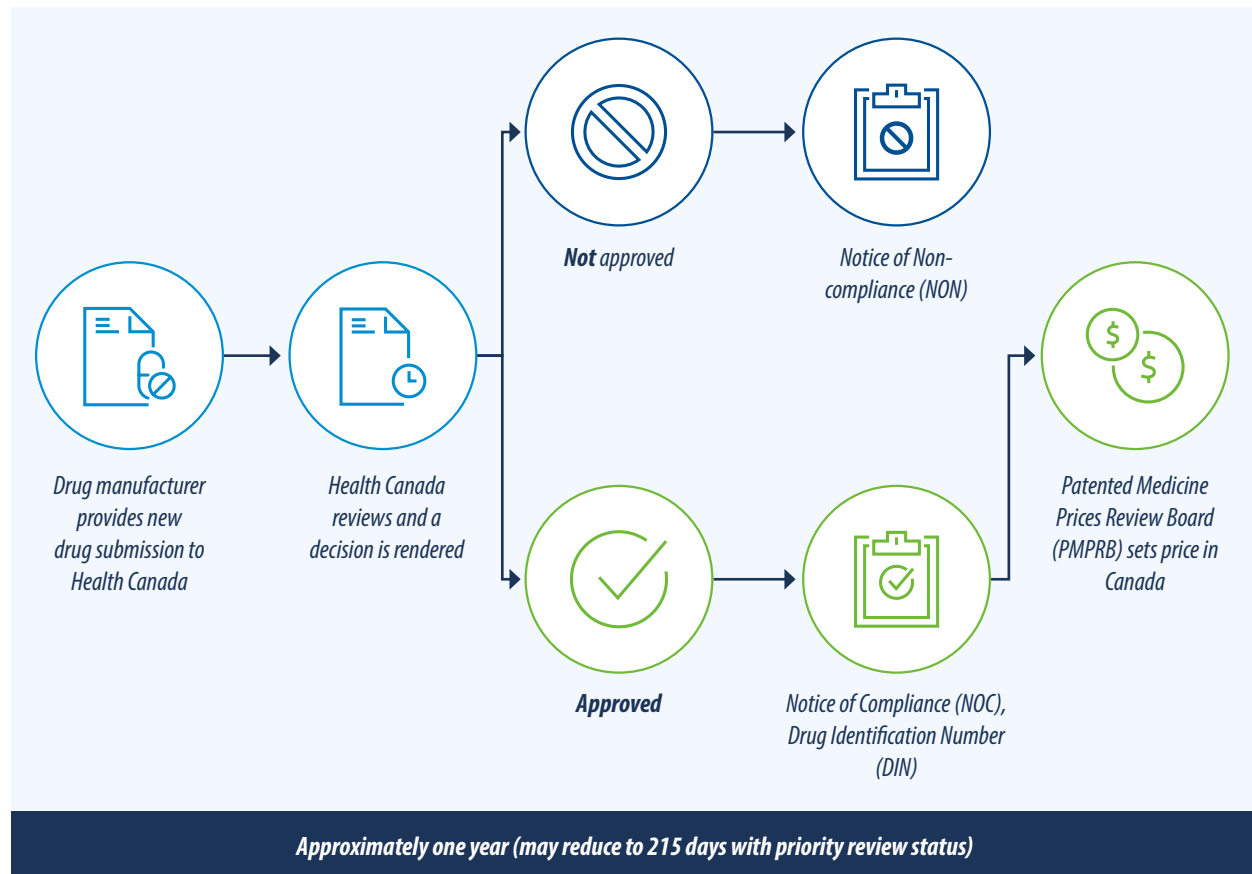 Drug manufacturer
provides new
drug submission to
Health Canada
Health Canada
reviews and a
decision is rendered
Not approved
Notice of Non-
compliance (NON)
Approved
Notice of Compliance (NOC),
Drug Identification Number
(DIN)
$
$
Patented Medicine
Prices Review Board
(PMPRB) sets price in
Canada
Approximately one year (may reduce to 215 days with priority review status)